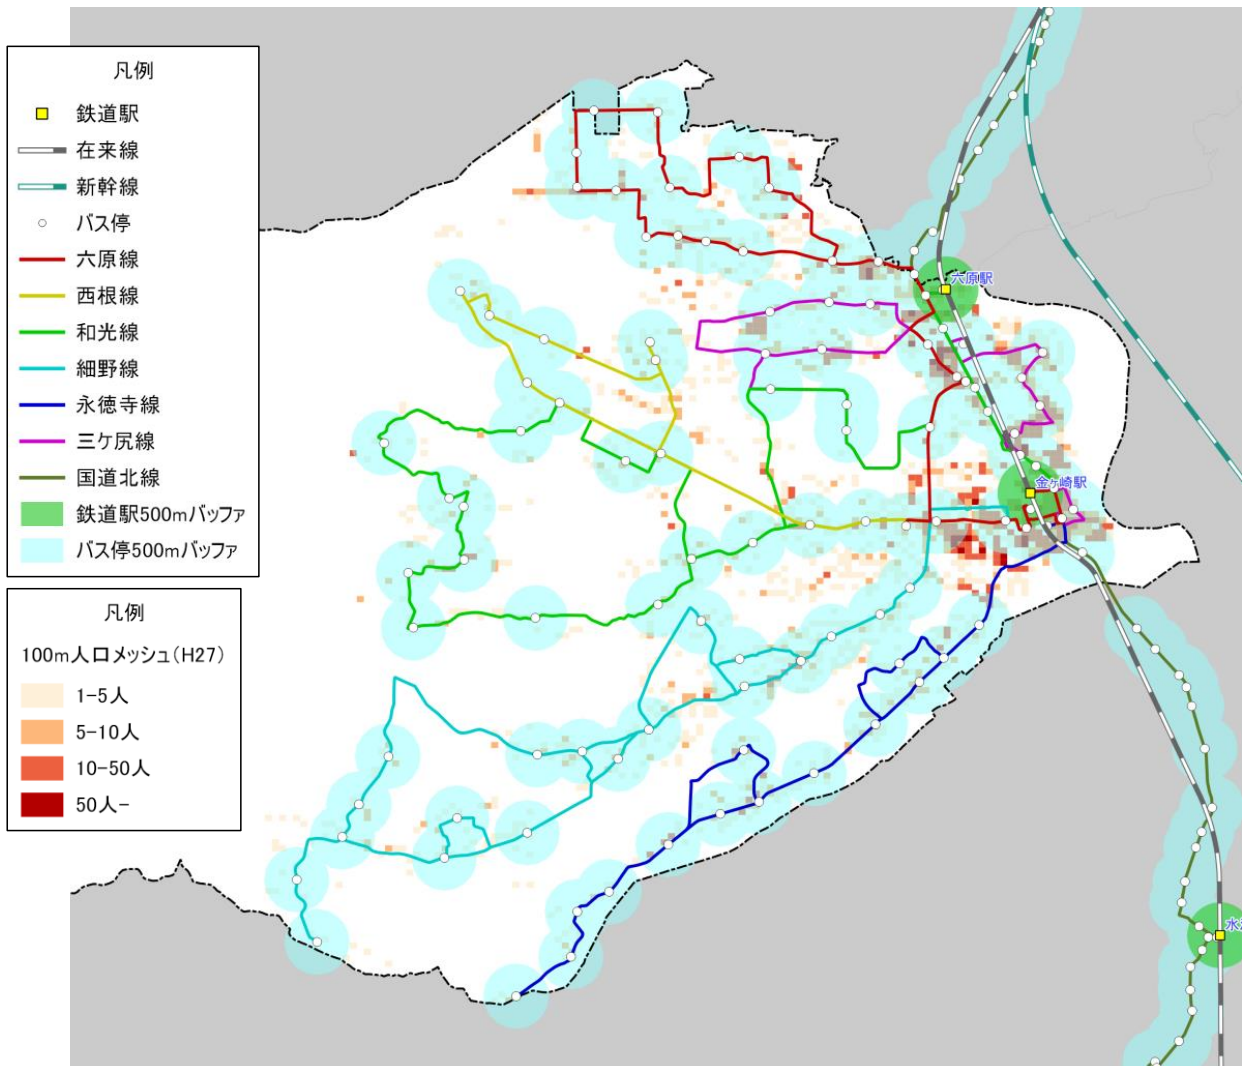 凡例
鉄道駅
在来線
新幹線
バス停
六原線
西根線
和光線
細野線
永徳寺線
三ケ尻線
国道北線
鉄道駅500mバッファ
バス停500mバッファ
凡例
100m人口メッシュ(H27)
1-5人
5-10人
10-50人
50人-
六原駅
金ケ崎駅
水